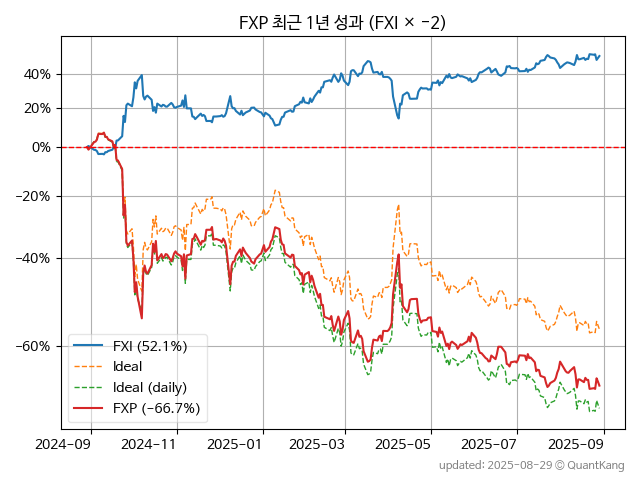 FXP 최근 1년 성과 (FXI × −2)
40%
20%
0%
−20%
−40%
−60%
FXI (52.1%)
Ideal
Ideal (daily)
FXP (−66.7%)
2024-09
2024-11
2025-01
2025-03
2025-05
2025-07
2025-09
updated: 2025-08-29 © QuantKang